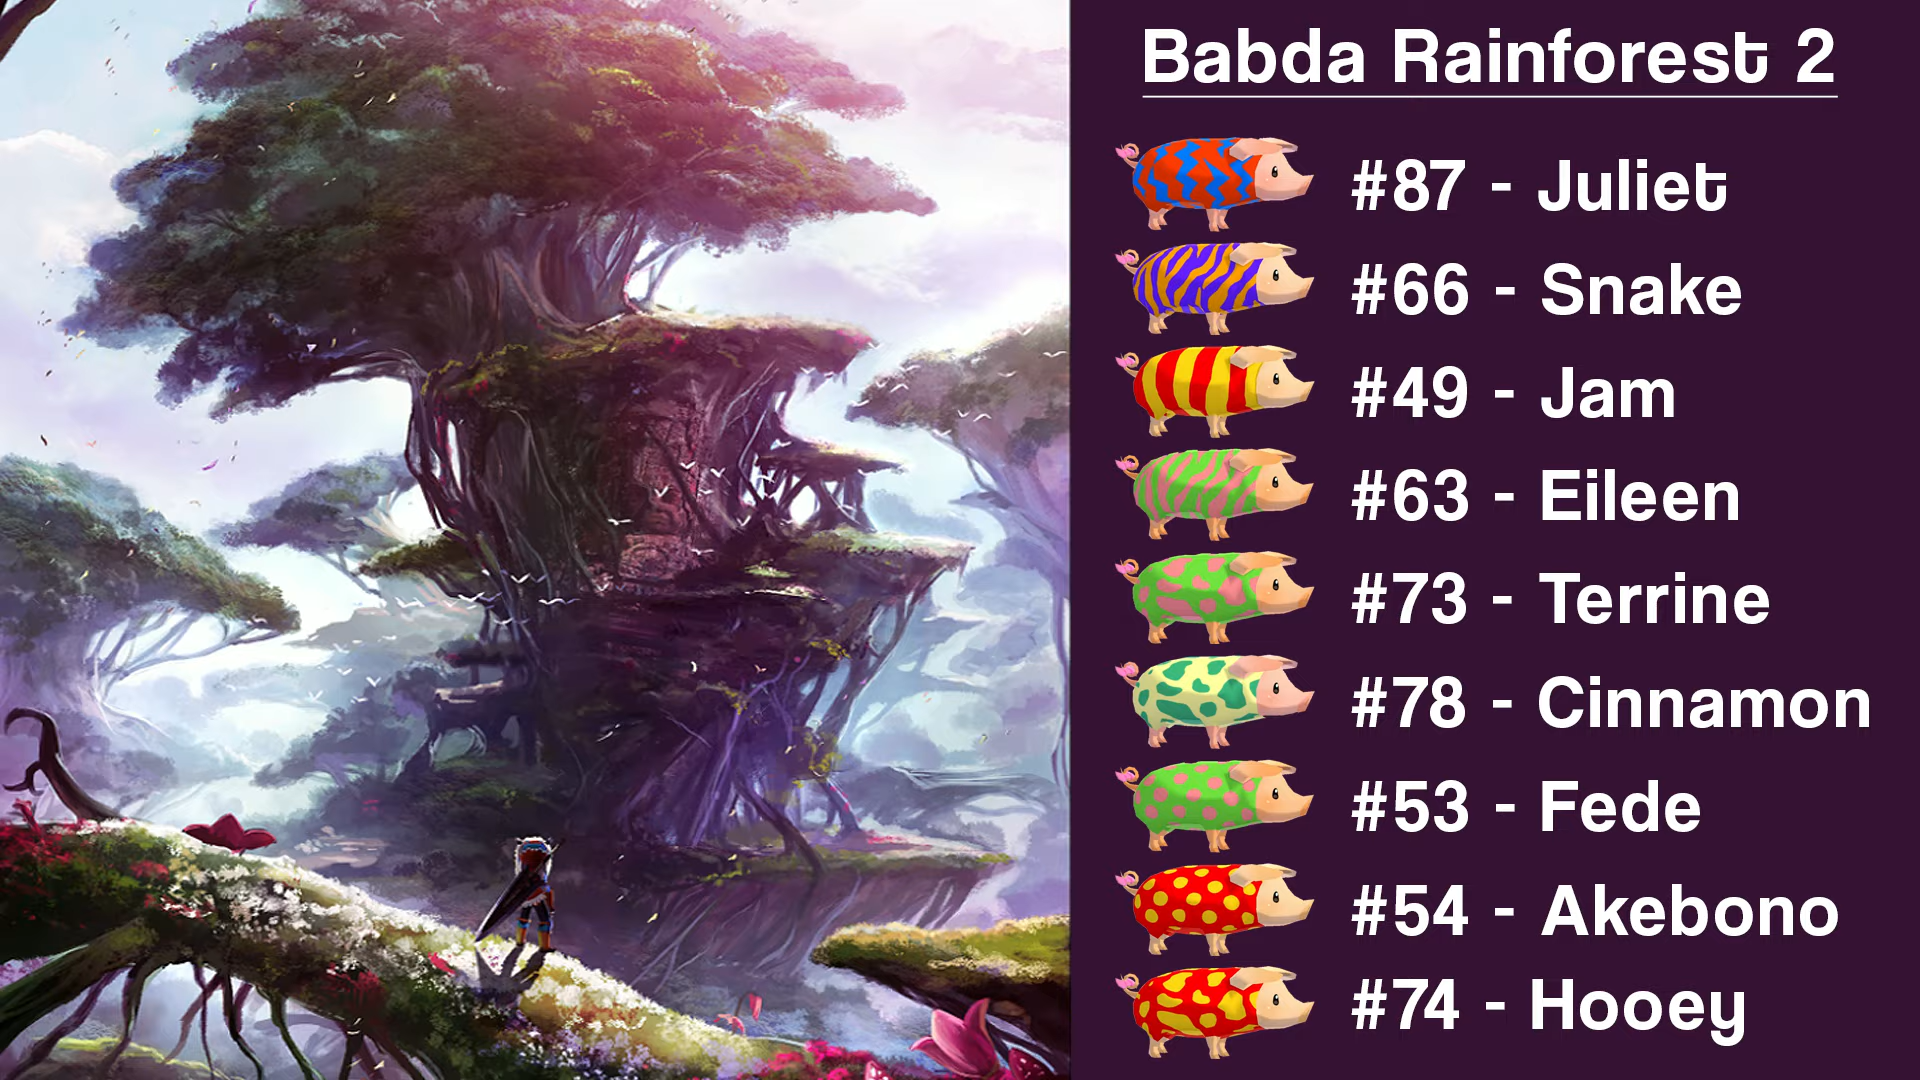 Babda Rainforest 2
#87 - Juliet
#66 - Snake
#49 - Jam
#63 - Eileen
#73 - Terrine
#78 - Cinnamon
#53 - Fede
#54 - Akebono
#74 - Hooey